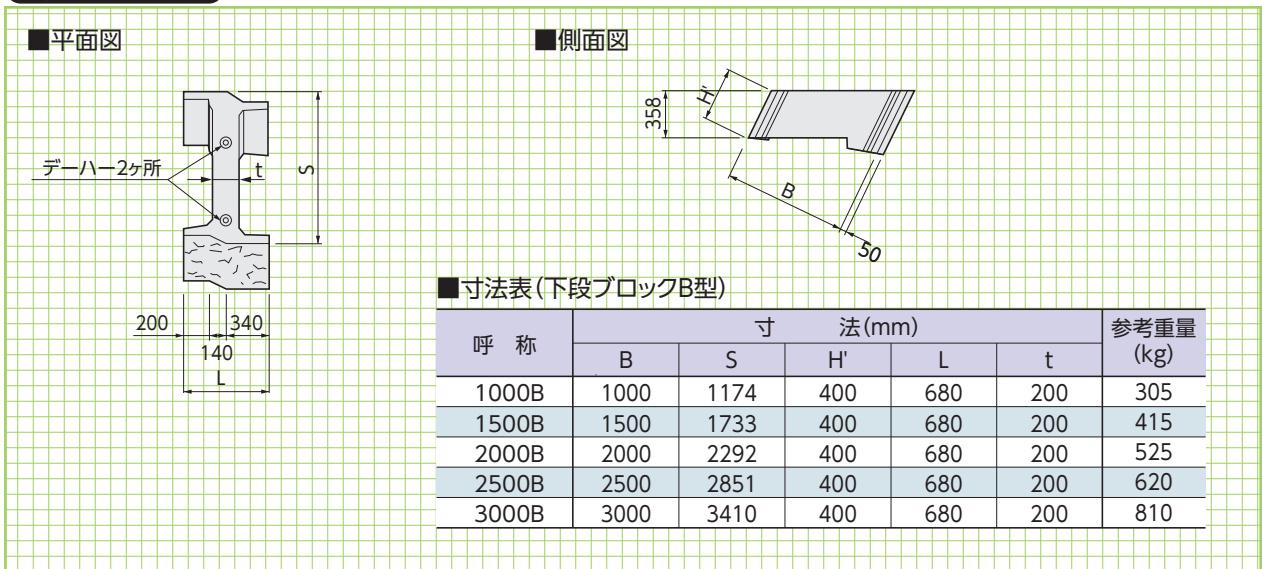 ■平面図
デーハー2ヶ所
t
S
200
340
140
L
■側面図
358
H'
B
50
■寸法表(下段ブロックB型)
呼 称 寸 法(mm) 参考重量(kg)
B S H' L t
1000B 1000 1174 400 680 200 305
1500B 1500 1733 400 680 200 415
2000B 2000 2292 400 680 200 525
2500B 2500 2851 400 680 200 620
3000B 3000 3410 400 680 200 810